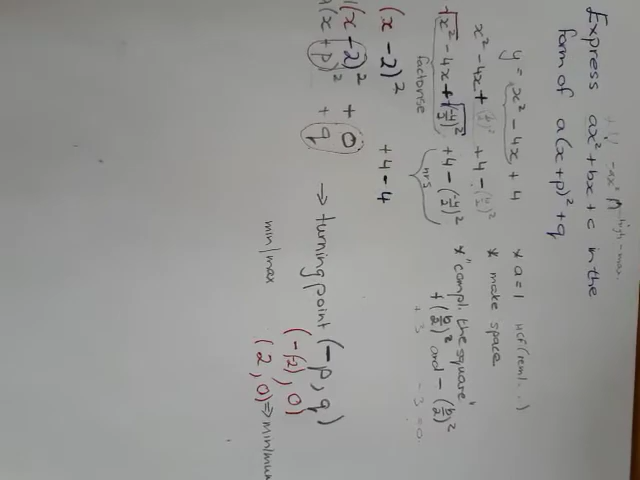 Express ax² + bx + c in the
form of a(x+p)² + q
y = x² - 4x + 4 * a = 1
x² - 4x + 4 - * make space
x² - 4x + (-4/2)² + 4 - (-4/2)² * "compl. the square"
+ (b/2)² and - (b/2)²
factorise
(x - 2)² + 4 - 4
(x - 2)² + 0
(x + p)² + q → turning point (-p, q)
(-(-2), 0)
min/max (2, 0) ⇒